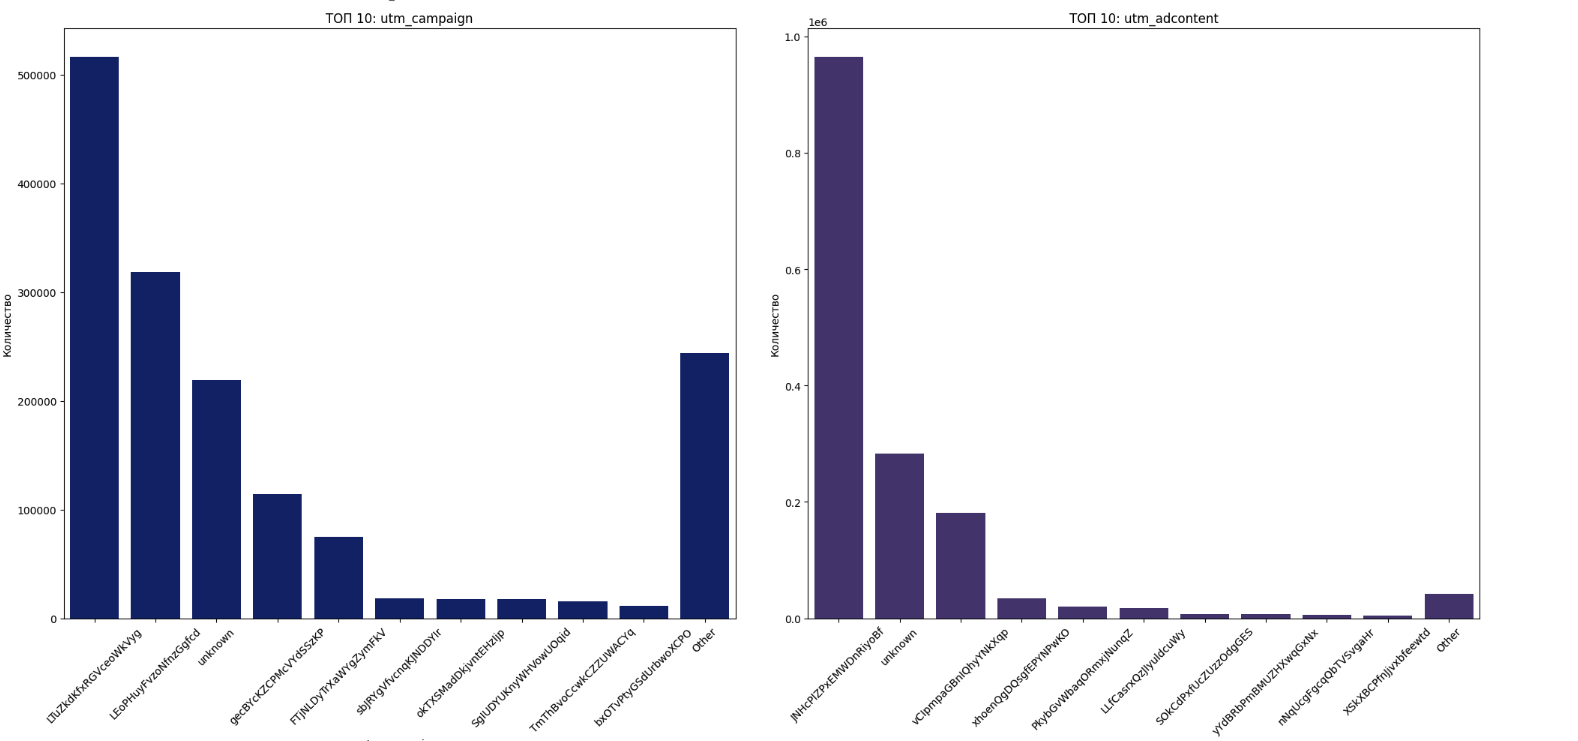 ТОП 10: utm_campaign
Количество
500000
400000
300000
200000
100000
0
LTuZkdKfxRGVceoWkVyg
LEoPHuyFvzoNfnzGgfcd
unknown
gecBYcKZCPMcVYdSSzKP
FTjNLDyTrXaWYgZymFkV
sbJRYgVfvcnqKJNDDYIr
okTXSMadDkjvntEHzIjp
SgIUDYUKnyWHVowUOqid
TmThBvoCcwkCZZUWACYq
bxOTvPtyGSdUrbwoXCPO
Other
ТОП 10: utm_adcontent
1e6
Количество
1.0
0.8
0.6
0.4
0.2
0.0
JNHcPlZPxEMWDnRiyoBf
unknown
vCIpmpaGBnIQhyYNkXqp
xhoenQgDQsgfEPYNPwKO
PkybGvWbaqORmxjNunqZ
LLfCasrxQzJIyuldcuWy
SOkCdPxfUcZUzzOdgGES
yYdBRbPmBMUZHXwqGxNx
nNqUcgFgcqQbTVSvgaHr
XSkXBCPfnJjvxbfeewtd
Other